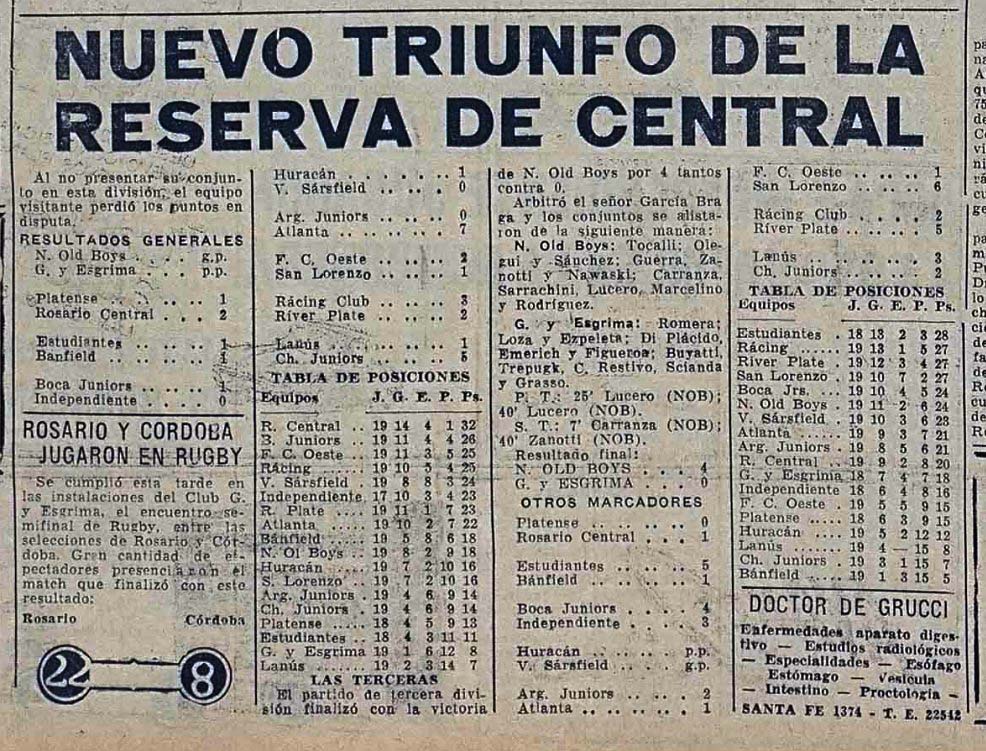 NUEVO TRIUNFO DE LA
RESERVA DE CENTRAL
Al no presentar su conjun-
to en esta división, el equipo
visitante perdió los puntos en
disputa.
RESULTADOS GENERALES
N. Old Boys . . . . g.p.
G. y Esgrima . . . p.p.
Platense .. .. .. .. 1
Rosario Central . . . 2
Estudiantes .. .. .. 1
Banfield .. .. .. ..
Boca Juniors .. .. .. 1
Independiente .. .. .. 0
ROSARIO Y CORDOBA
JUGARON EN RUGBY
Se cumplió esta tarde en
las instalaciones del Club G.
y Esgrima, el encuentro se-
mifinal de Rugby, entre las
selecciones de Rosario y Cór-
doba. Gran cantidad de es-
pectadores presenciaron el
match que finalizó con este
resultado:
Rosario Córdoba
22 8
Huracán . . . . . . 1
V. Sársfield .. .. .. 0
Arg. Juniors .. .. .. 0
Atlanta .. .. .. .. 7
F. C. Oeste .. .. .. 2
San Lorenzo .. .. .. 1
Rácing Club .. .. .. 3
River Plate .. .. .. 2
Lanús .. .. .. .. 1
Ch. Juniors .. .. .. 5
TABLA DE POSICIONES
Equipos J. G. E. P. Ps.
R. Central .. 19 14 4 1 32
B. Juniors .. 19 11 4 4 26
F. C. Oeste .. 19 11 3 5 25
Rácing .. 19 10 5 4 25
V. Sársfield .. 19 8 8 3 24
Independiente 17 10 3 4 23
R. Plate .. 19 11 1 7 23
Atlanta .. 19 10 2 7 22
Bánfield .. 19 5 8 6 18
N. Ol Boys .. 19 8 2 9 18
Huracán .. 19 7 2 10 16
S. Lorenzo .. 19 7 2 10 16
Arg. Juniors .. 19 4 6 9 14
Ch. Juniors .. 19 4 6 9 14
Platense .. 18 4 5 9 13
Estudiantes .. 18 4 3 11 11
G. y Esgrima 19 1 6 12 8
Lanús .. 19 2 3 14 7
LAS TERCERAS
El partido de tercera divi-
sión finalizó con la victoria
de N. Old Boys por 4 tantos
contra 0.
Arbitró el señor García Bra
ga y los conjuntos se alista-
ron de la siguiente manera:
N. Old Boys: Tocalli; Ole-
gui y Sánchez; Guerra, Za-
notti y Nawaski; Carranza,
Sarrachini, Lucero, Marcelino
y Rodríguez.
G. y Esgrima: Romera;
Loza y Ezpeleta; Di Plácido,
Emerich y Figueroa; Buyatti,
Trepugk, C. Restivo, Scianda
y Grasso.
P. T.: 25' Lucero (NOB);
40' Lucero (NOB).
S. T.: 7' Carranza (NOB);
40' Zanotti (NOB).
Resultado final:
N. OLD BOYS . . . 4
G. y ESGRIMA . . . 0
OTROS MARCADORES
Platense .. .. .. .. 0
Rosario Central .. .. 1
Estudiantes .. .. .. 5
Bánfield .. .. .. .. 1
Boca Juniors .. .. .. 4
Independiente .. .. .. 3
Huracán .. .. .. p.p.
V. Sársfield .. .. .. g.p.
Arg. Juniors .. .. .. 2
Atlanta .. .. .. .. 1
F. C. Oeste .. .. .. 1
San Lorenzo .. .. .. 6
Rácing Club .. .. .. 2
River Plate .. .. .. 5
Lanús .. .. .. .. 3
Ch. Juniors .. .. .. 2
TABLA DE POSICIONES
Equipos J. G. E. P. Ps.
Estudiantes .. 18 13 2 3 28
Rácing .. 19 13 1 5 27
River Plate .. 19 12 3 4 27
San Lorenzo .. 19 10 7 2 27
Boca Jrs. .. 19 10 4 5 24
N. Old Boys . 19 11 2 6 24
V. Sársfield .. 19 10 3 6 23
Atlanta .. 19 9 3 7 21
Arg. Juniors .. 19 8 5 6 21
R. Central .. 19 9 2 8 20
G. y Esgrima 18 7 4 7 18
Independiente 18 6 4 8 16
F. C. Oeste . 19 5 5 9 15
Platense .. 18 6 3 9 15
Huracán .. 19 5 2 12 12
Lanús .. 19 4 — 15 8
Ch. Juniors .. 19 3 1 15 7
Bánfield .. 19 1 3 15 5
DOCTOR DE GRUCCI
Enfermedades aparato diges-
tivo — Estudios radiológicos
— Especialidades — Esófago
Estómago — Vesícula
— Intestino — Proctología —
SANTA FE 1374 - T. E. 22542